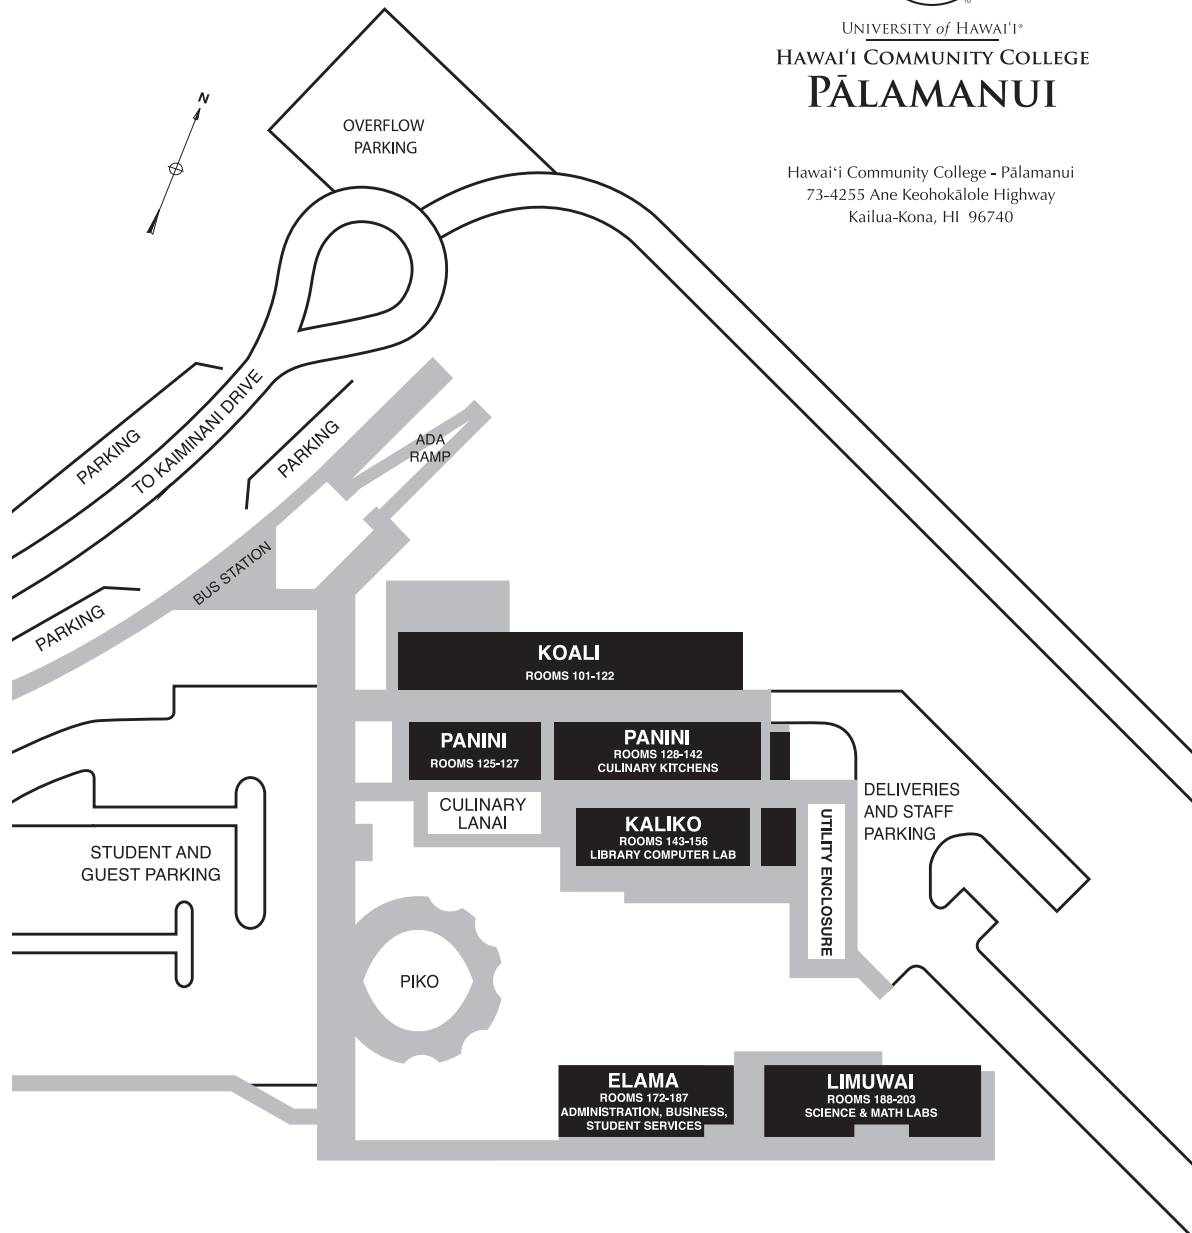 ™
UNIVERSITY of HAWAIʻI®
HAWAIʻI COMMUNITY COLLEGE
PĀLAMANUI
Hawaiʻi Community College - Pālamanui
73-4255 Ane Keohokālole Highway
Kailua-Kona, HI 96740
N
OVERFLOW
PARKING
TO KAIMINANI DRIVE
PARKING
PARKING
ADA
RAMP
BUS STATION
PARKING
KOALI
ROOMS 101-122
PANINI
ROOMS 125-127
PANINI
ROOMS 128-142
CULINARY KITCHENS
CULINARY
LANAI
KALIKO
ROOMS 143-156
LIBRARY COMPUTER LAB
UTILITY ENCLOSURE
DELIVERIES
AND STAFF
PARKING
STUDENT AND
GUEST PARKING
PIKO
ELAMA
ROOMS 172-187
ADMINISTRATION, BUSINESS,
STUDENT SERVICES
LIMUWAI
ROOMS 188-203
SCIENCE & MATH LABS